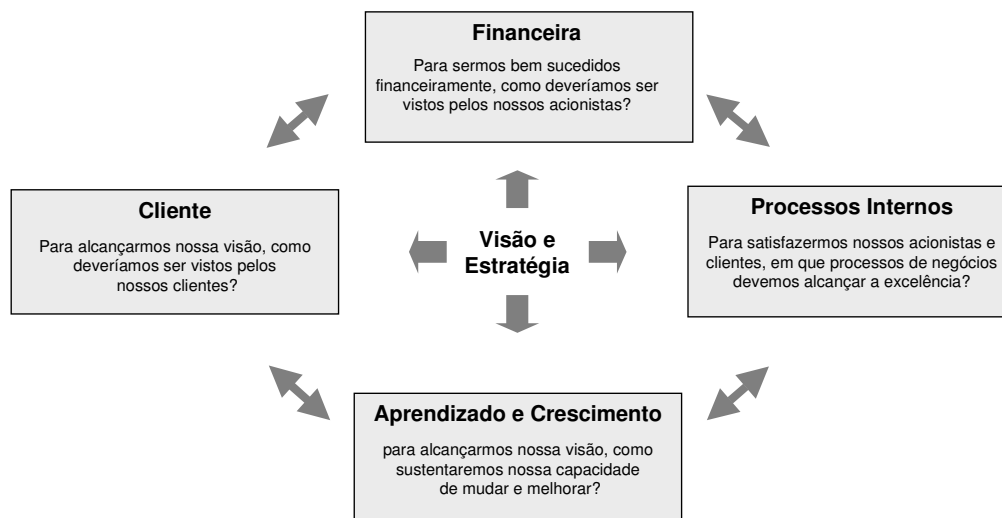 Financeira
Para sermos bem sucedidos
financeiramente, como deveríamos ser
vistos pelos nossos acionistas?
Cliente
Para alcançarmos nossa visão, como
deveríamos ser vistos pelos
nossos clientes?
Visão e
Estratégia
Processos Internos
Para satisfazermos nossos acionistas e
clientes, em que processos de negócios
devemos alcançar a excelência?
Aprendizado e Crescimento
para alcançarmos nossa visão, como
sustentaremos nossa capacidade
de mudar e melhorar?